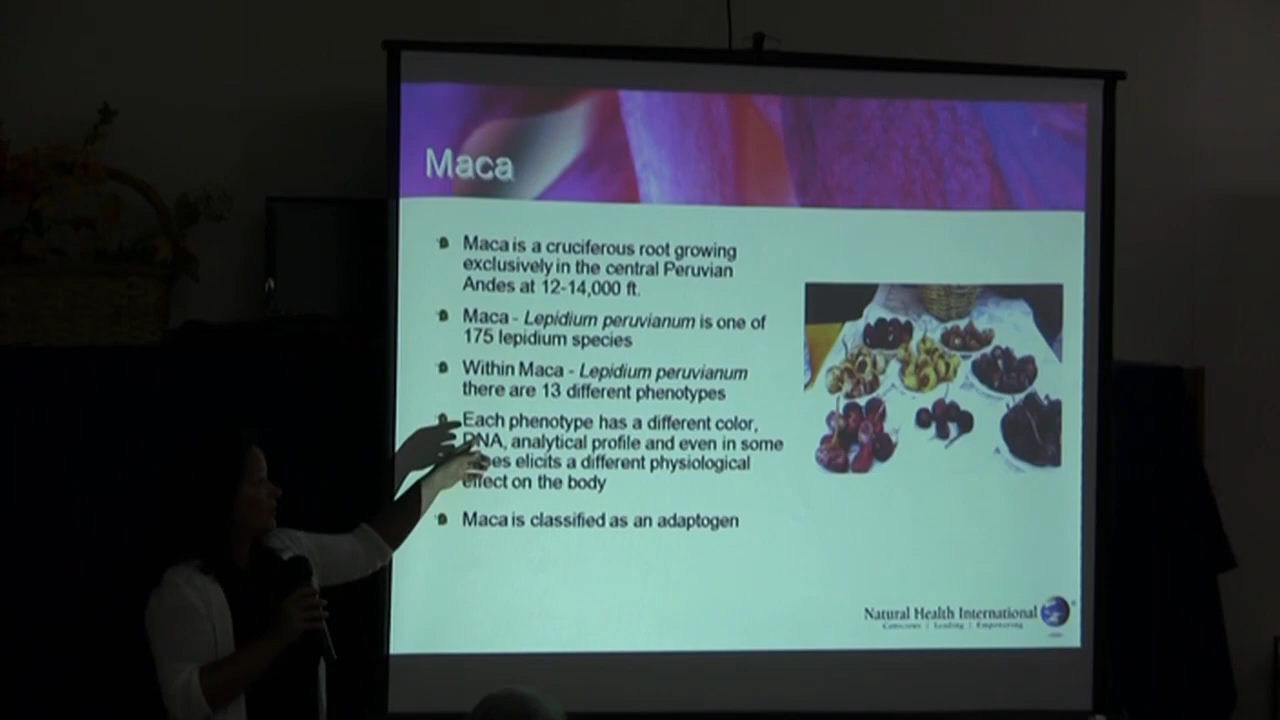 Maca
Maca is a cruciferous root growing
exclusively in the central Peruvian
Andes at 12-14,000 ft.
Maca - Lepidium peruvianum is one of
175 lepidium species
Within Maca - Lepidium peruvianum
there are 13 different phenotypes
Each phenotype has a different color,
DNA, analytical profile and even in some
elicits a different physiological
effect on the body
Maca is classified as an adaptogen
Natural Health International
Conscious | Leading | Empowering